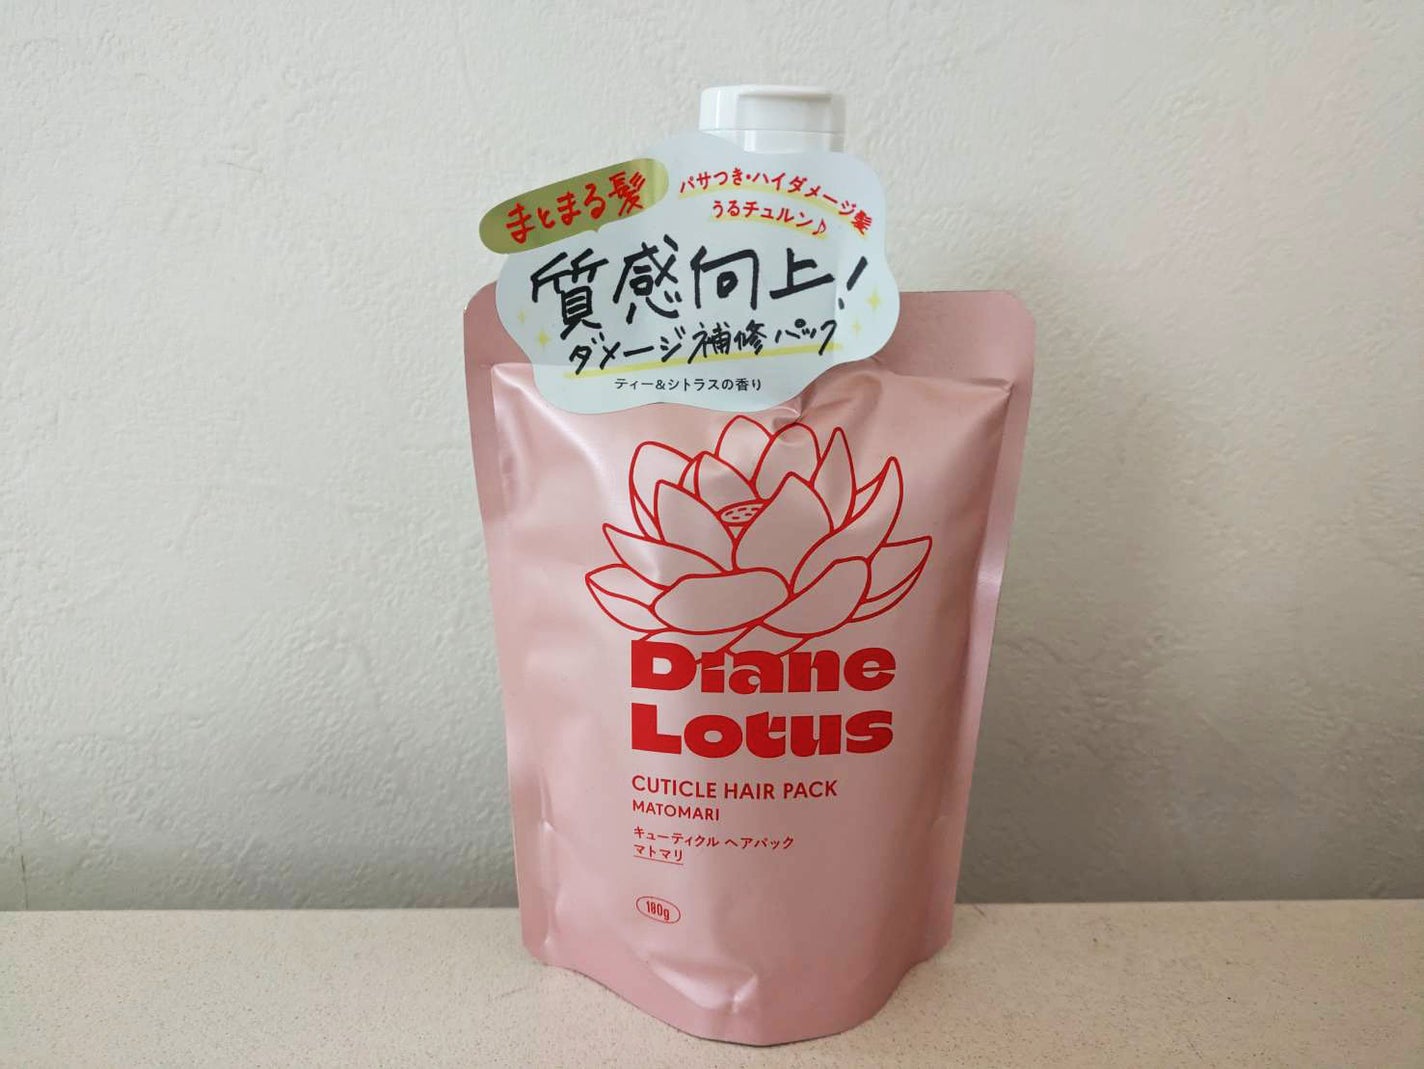 まとまる髪
パサつき・ハイダメージ髪
うるチュルン♪
質感向上！
ダメージ補修パック
ティー&シトラスの香り
Diane
Lotus
CUTICLE HAIR PACK
MATOMARI
キューティクル ヘアパック
マトマリ
180g